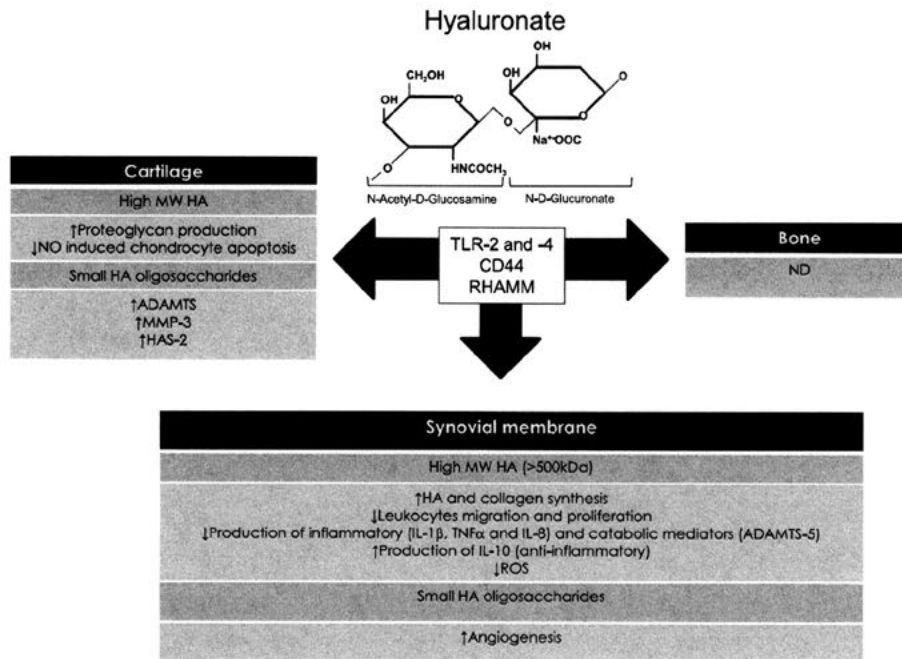 Hyaluronate
OH
OH
CH₂OH
O
OH
O
OH
O
O
Na⁺⁻OOC
O
HNCOCH₃
N-Acetyl-D-Glucosamine
N-D-Glucuronate
Cartilage
High MW HA
↑Proteoglycan production
↓NO induced chondrocyte apoptosis
Small HA oligosaccharides
↑ADAMTS
↑MMP-3
↑HAS-2
TLR-2 and -4
CD44
RHAMM
Bone
ND
Synovial membrane
High MW HA (>500kDa)
↑HA and collagen synthesis
↓Leukocytes migration and proliferation
↓Production of inflammatory (IL-1β, TNFα and IL-8) and catabolic mediators (ADAMTS-5)
↑Production of IL-10 (anti-inflammatory)
↓ROS
Small HA oligosaccharides
↑Angiogenesis